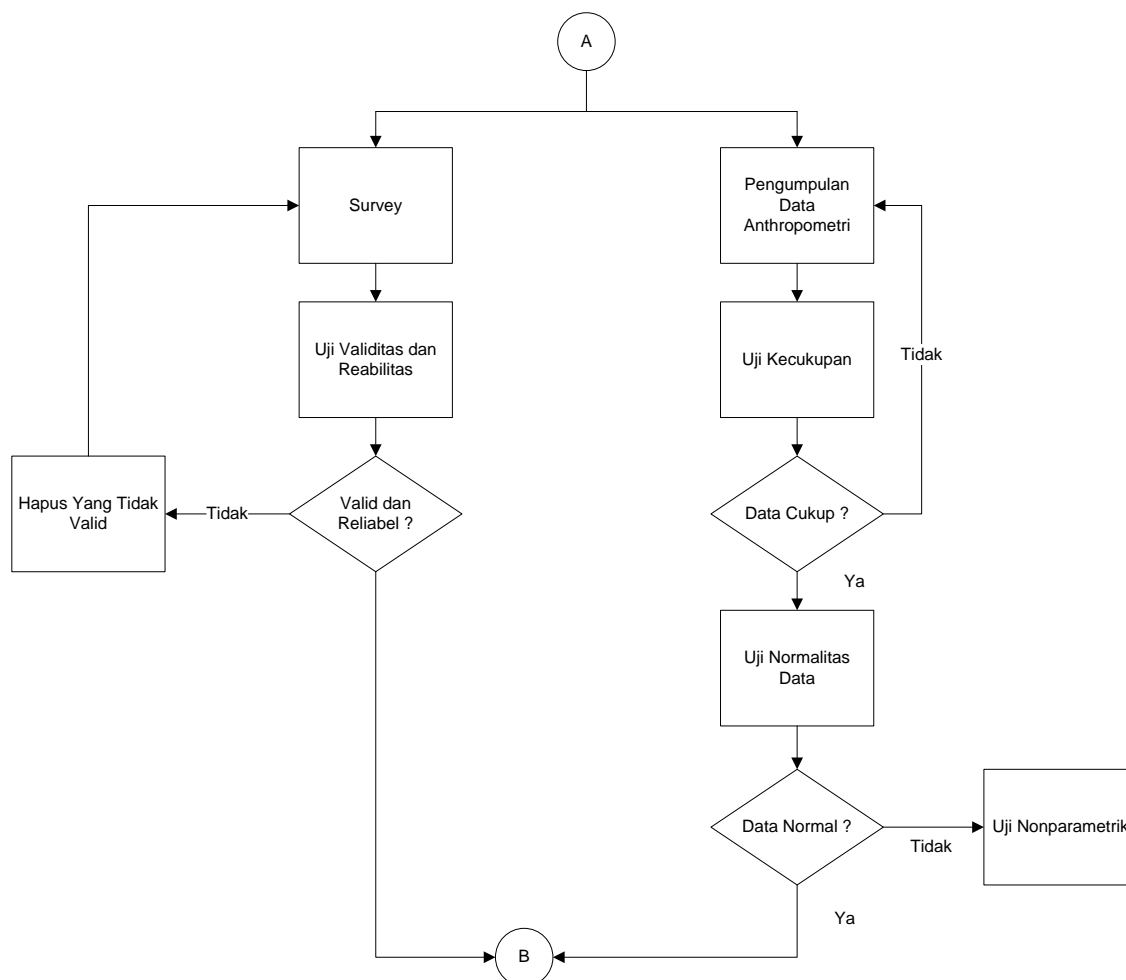 A
Survey
Pengumpulan
Data
Anthropometri
Uji Validitas dan
Reabilitas
Uji Kecukupan
Tidak
Hapus Yang Tidak
Valid
Tidak
Valid dan
Reliabel ?
Data Cukup ?
Ya
Uji Normalitas
Data
Data Normal ?
Tidak
Uji Nonparametrik
Ya
B